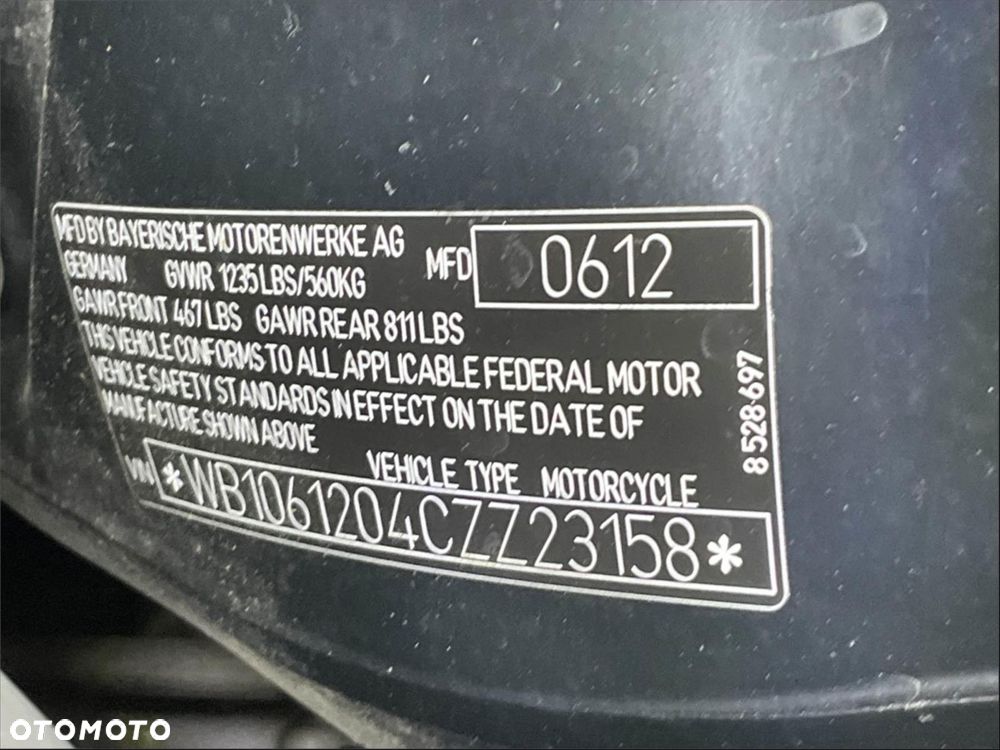 MFD BY BAYERISCHE MOTORENWERKE AG
GERMANY GVWR 1235 LBS/560KG
MFD 0612
GAWR FRONT 467 LBS GAWR REAR 811 LBS
THIS VEHICLE CONFORMS TO ALL APPLICABLE FEDERAL MOTOR
VEHICLE SAFETY STANDARDS IN EFFECT ON THE DATE OF
MANUFACTURE SHOWN ABOVE
VEHICLE TYPE MOTORCYCLE
VIN *WB1061204CZZ23158*
8 528-697
OTOMOTO